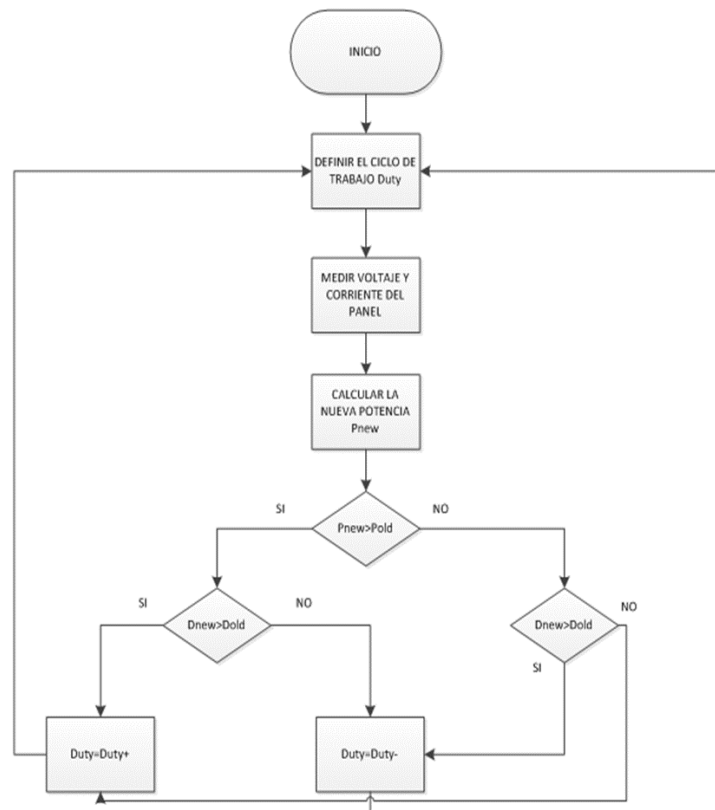 INICIO
DEFINIR EL CICLO DE
TRABAJO Duty
MEDIR VOLTAJE Y
CORRIENTE DEL
PANEL
CALCULAR LA
NUEVA POTENCIA
Pnew
SI
NO
Pnew>Pold
SI
NO
NO
Dnew>Dold
Dnew>Dold
SI
Duty=Duty+
Duty=Duty-